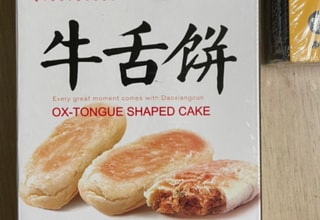 牛舌饼
Every great moment comes with Daoxiangcun
OX-TONGUE SHAPED CAKE